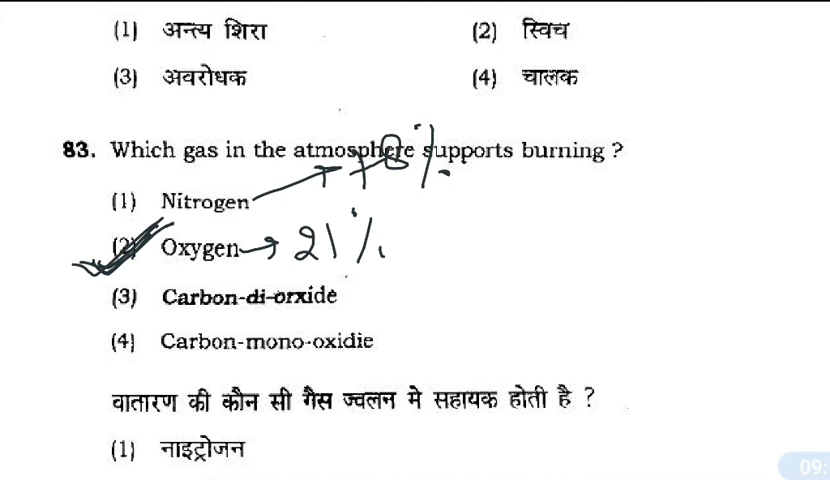 (1) अन्त्य शिरा (2) स्विच
(3) अवरोधक (4) चालक
83. Which gas in the atmosphere supports burning ?
(1) Nitrogen → 78%
(2) Oxygen → 21%
(3) Carbon-di-orxide
(4) Carbon-mono-oxidie
वातारण की कौन सी गैस ज्वलन मे सहायक होती है ?
(1) नाइट्रोजन
09: